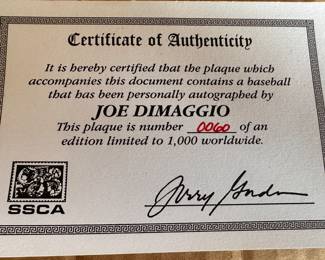 Certificate of Authenticity
It is hereby certified that the plaque which
accompanies this document contains a baseball
that has been personally autographed by
JOE DIMAGGIO
This plaque is number 0060 of an
edition limited to 1,000 worldwide.
SSCA